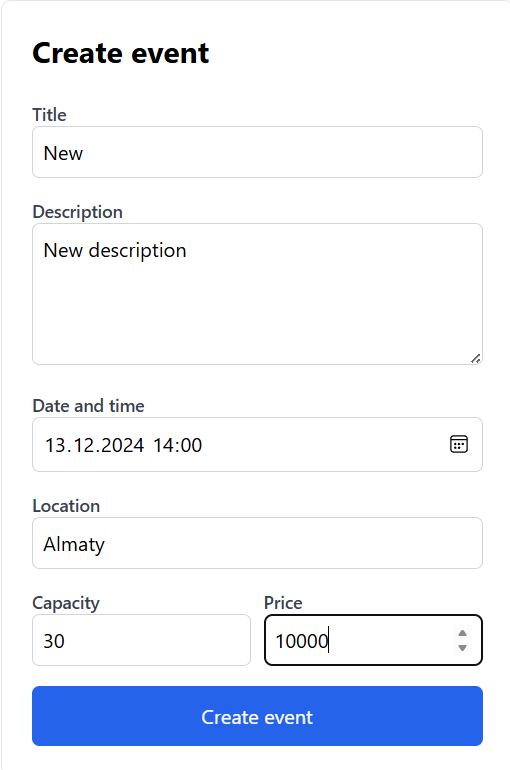 Create event
Title
New
Description
New description
Date and time
13.12.2024 14:00
Location
Almaty
Capacity Price
30 10000
Create event